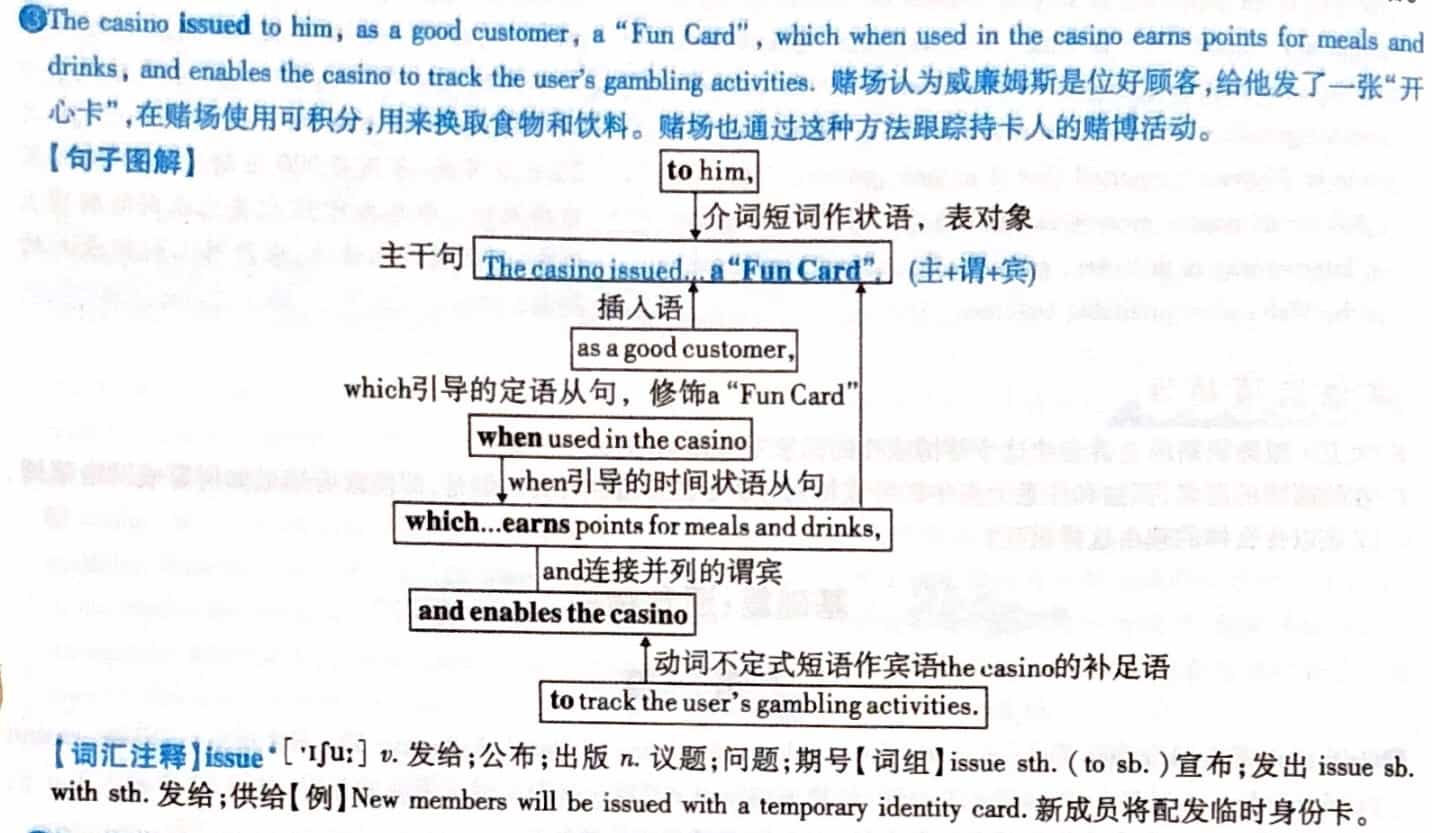 ③The casino issued to him, as a good customer, a “Fun Card”, which when used in the casino earns points for meals and
drinks, and enables the casino to track the user's gambling activities. 赌场认为威廉姆斯是位好顾客,给他发了一张“开
心卡”,在赌场使用可积分,用来换取食物和饮料。赌场也通过这种方法跟踪持卡人的赌博活动。
【句子图解】
to him,
介词短词作状语，表对象
主干句 The casino issued... a “Fun Card”, (主+谓+宾)
插入语
as a good customer,
which引导的定语从句，修饰a “Fun Card”
when used in the casino
when引导的时间状语从句
which...earns points for meals and drinks,
and连接并列的谓宾
and enables the casino
动词不定式短语作宾语the casino的补足语
to track the user's gambling activities.
【词汇注释】issue* [ˈɪʃuː] v. 发给;公布;出版 n. 议题;问题;期号【词组】issue sth. (to sb.)宣布;发出 issue sb.
with sth. 发给;供给【例】New members will be issued with a temporary identity card. 新成员将配发临时身份卡。